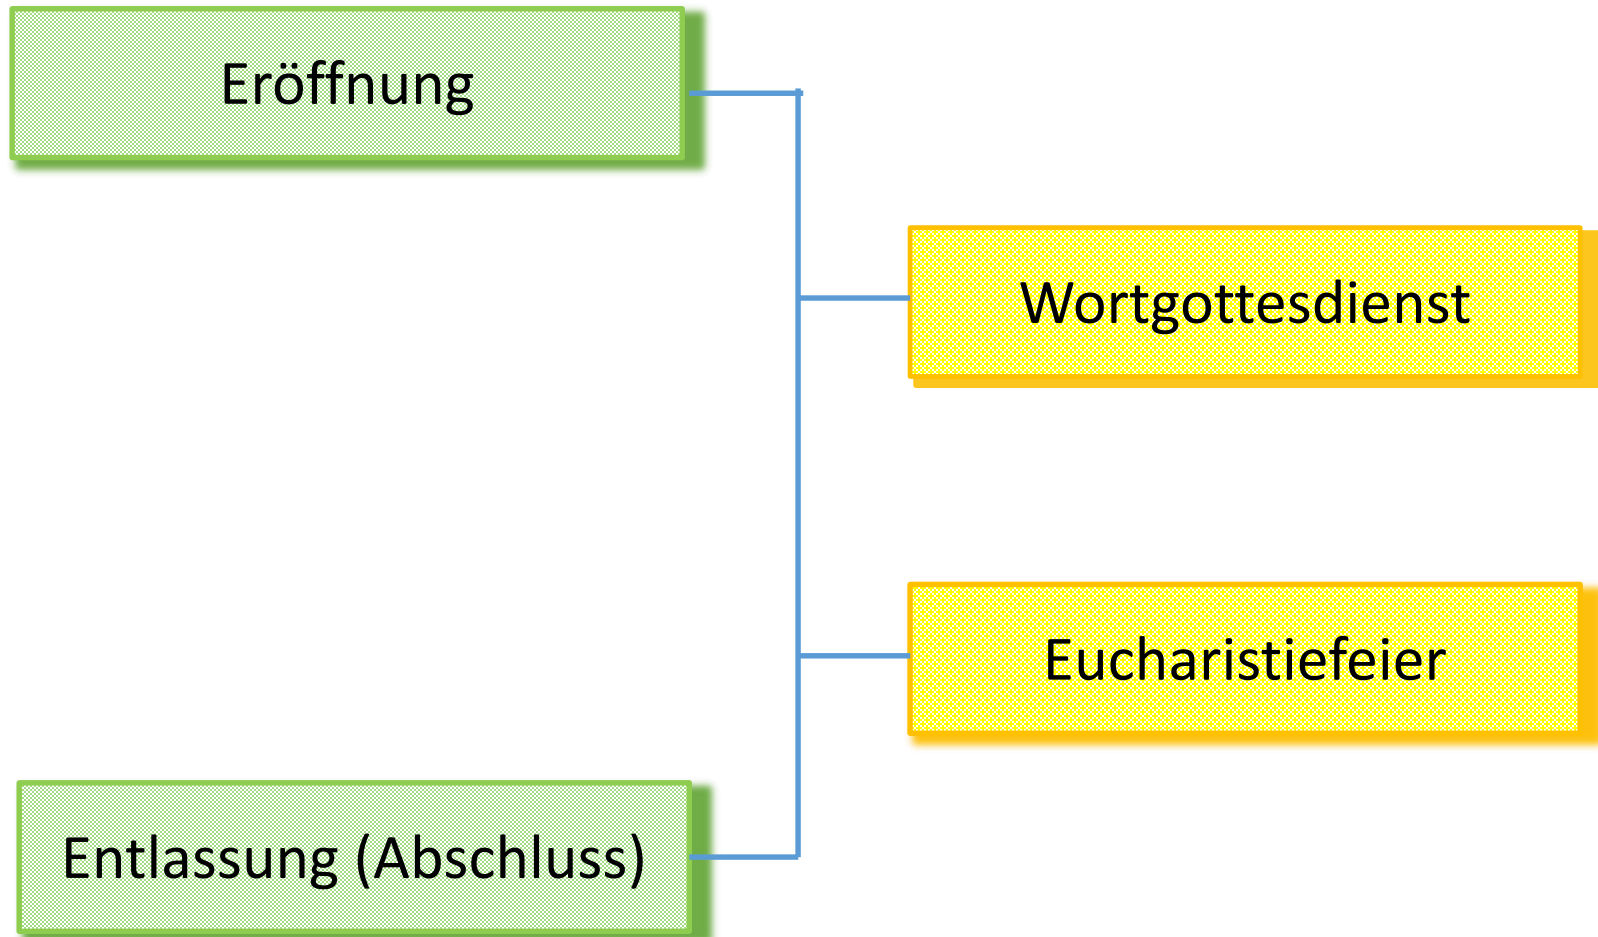 Eröffnung
Wortgottesdienst
Eucharistiefeier
Entlassung (Abschluss)